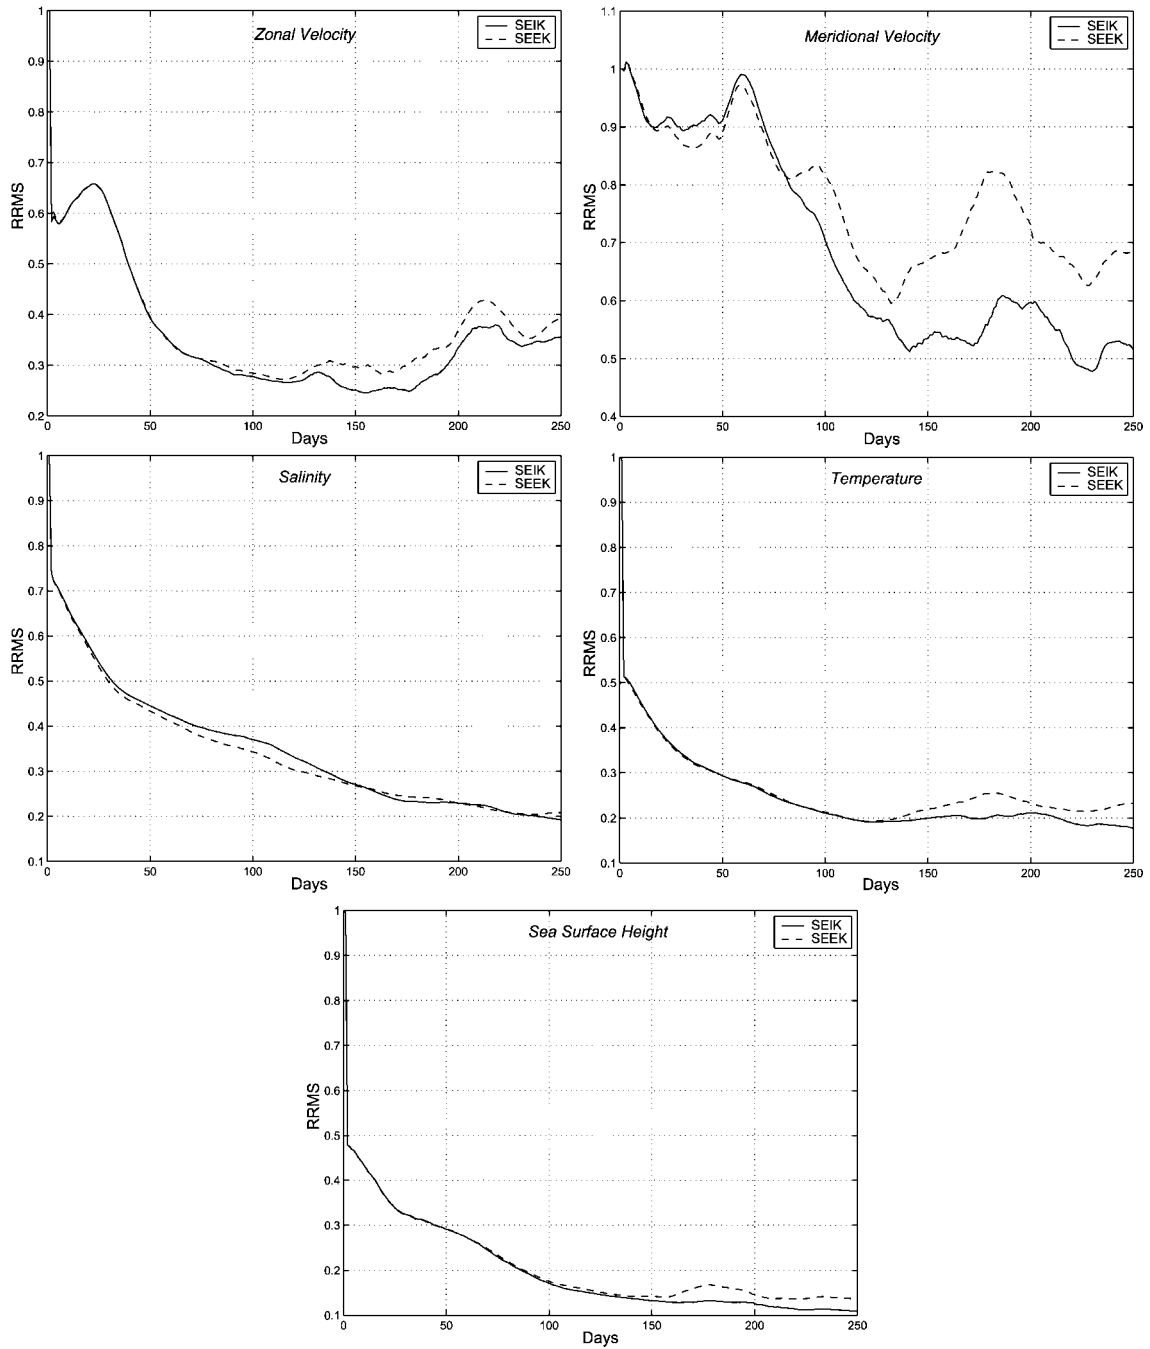 Zonal Velocity
SEIK
SEEK
RRMS
1
0.9
0.8
0.7
0.6
0.5
0.4
0.3
0.2
0 50 100 150 200 250
Days
Meridional Velocity
SEIK
SEEK
RRMS
1.1
1
0.9
0.8
0.7
0.6
0.5
0.4
0 50 100 150 200 250
Days
Salinity
SEIK
SEEK
RRMS
1
0.9
0.8
0.7
0.6
0.5
0.4
0.3
0.2
0.1
0 50 100 150 200 250
Days
Temperature
SEIK
SEEK
RRMS
1
0.9
0.8
0.7
0.6
0.5
0.4
0.3
0.2
0.1
0 50 100 150 200 250
Days
Sea Surface Height
SEIK
SEEK
RRMS
1
0.9
0.8
0.7
0.6
0.5
0.4
0.3
0.2
0.1
0 50 100 150 200 250
Days